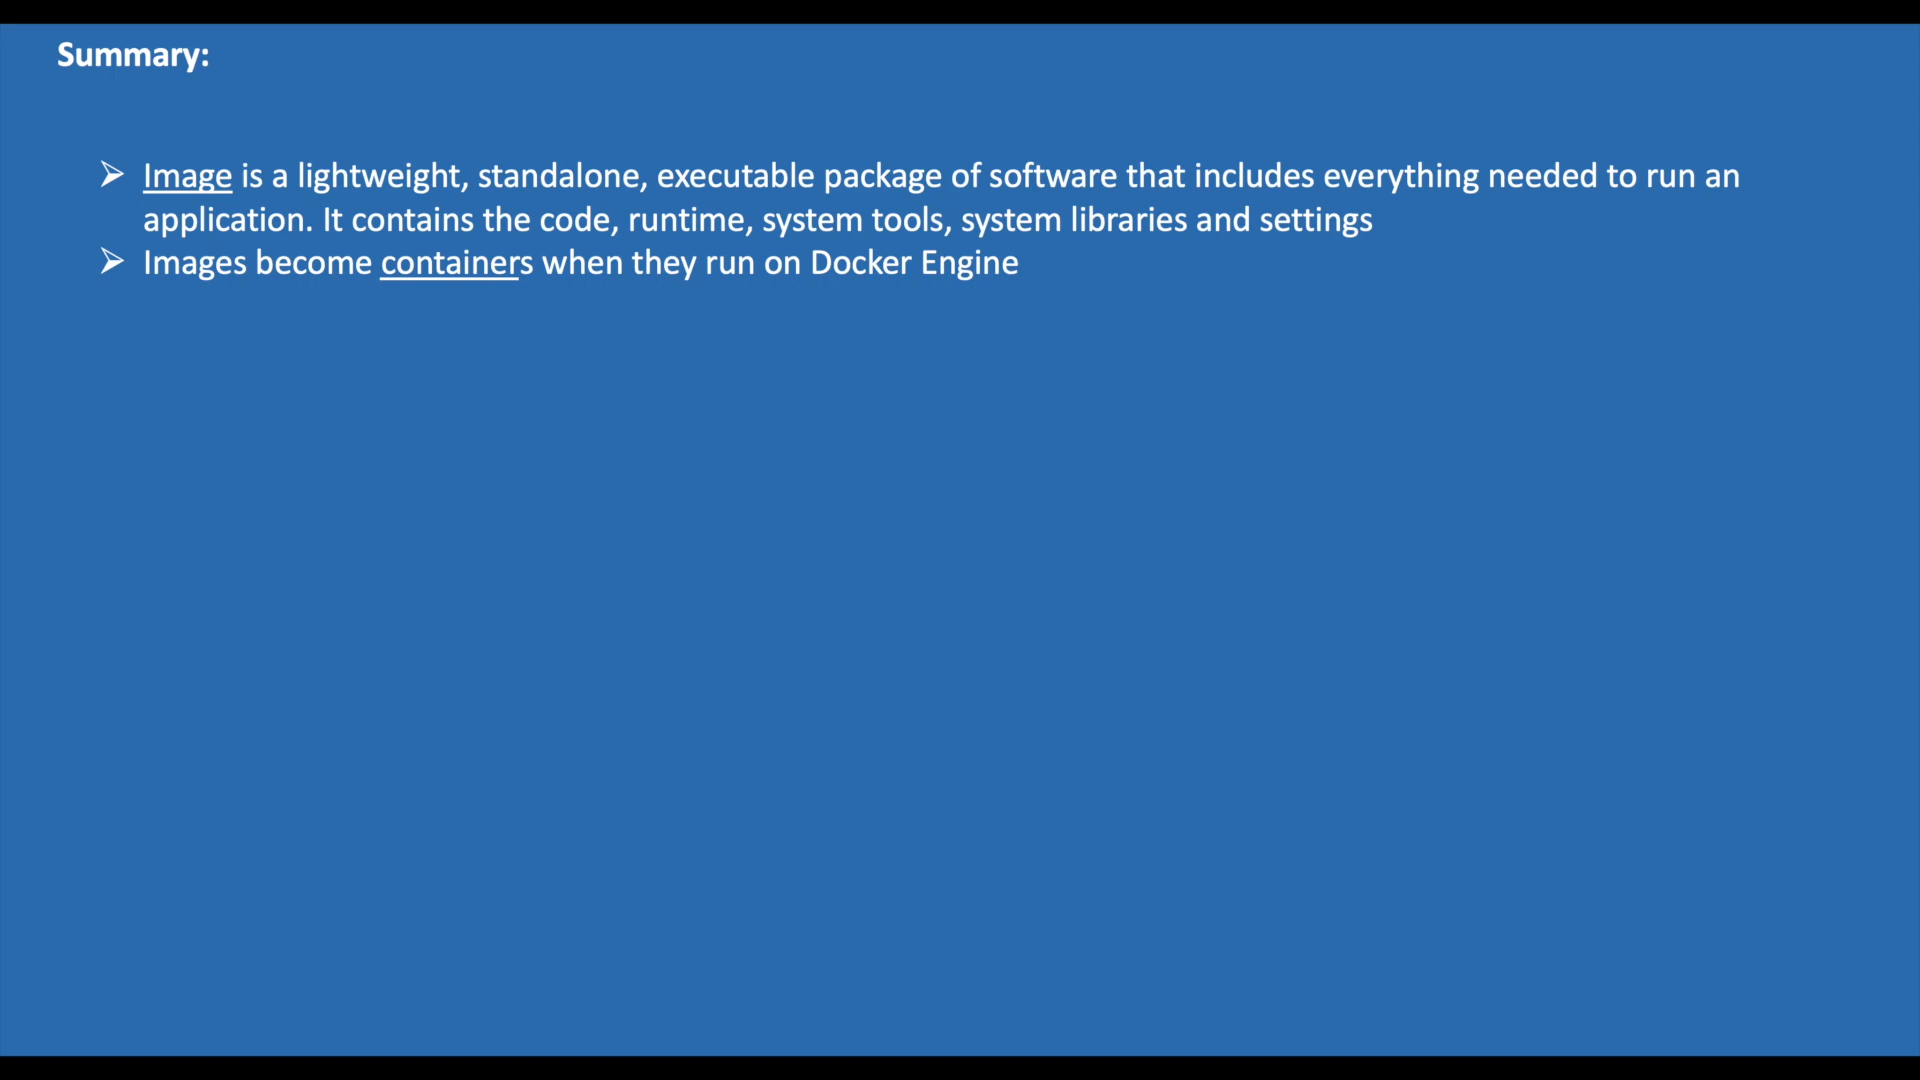 Summary:
➢ Image is a lightweight, standalone, executable package of software that includes everything needed to run an
application. It contains the code, runtime, system tools, system libraries and settings
➢ Images become containers when they run on Docker Engine